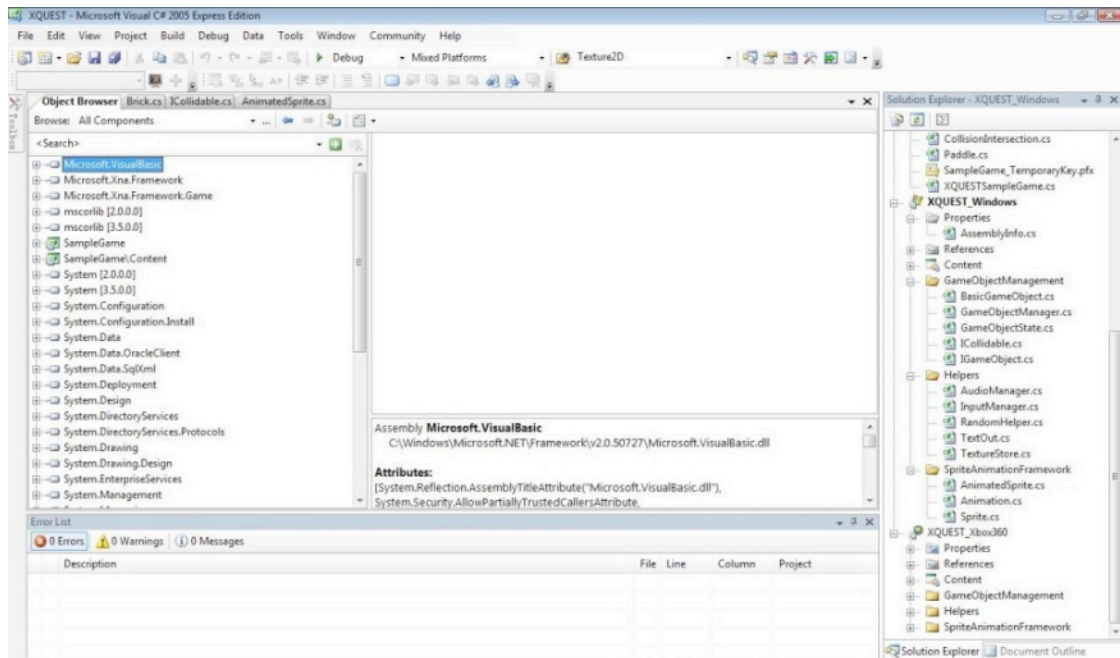 XQUEST - Microsoft Visual C# 2005 Express Edition
File Edit View Project Build Debug Data Tools Window Community Help
Debug Mixed Platforms Texture2D
Object Browser Brick.cs ICollidable.cs AnimatedSprite.cs
Browse: All Components
<Search>
Microsoft.VisualBasic
Microsoft.Xna.Framework
Microsoft.Xna.Framework.Game
mscorlib [2.0.0.0]
mscorlib [3.5.0.0]
SampleGame
SampleGame\Content
System [2.0.0.0]
System [3.5.0.0]
System.Configuration
System.Configuration.Install
System.Data
System.Data.OracleClient
System.Data.SqlXml
System.Deployment
System.Design
System.DirectoryServices
System.DirectoryServices.Protocols
System.Drawing
System.Drawing.Design
System.EnterpriseServices
System.Management
Assembly Microsoft.VisualBasic
C:\Windows\Microsoft.NET\Framework\v2.0.50727\Microsoft.VisualBasic.dll
Attributes:
[System.Reflection.AssemblyTitleAttribute("Microsoft.VisualBasic.dll"),
System.Security.AllowPartiallyTrustedCallersAttribute,
Error List
0 Errors 0 Warnings 0 Messages
Description File Line Column Project
Toolbox
Solution Explorer - XQUEST_Windows
CollisionIntersection.cs
Paddle.cs
SampleGame_TemporaryKey.pfx
XQUESTSampleGame.cs
XQUEST_Windows
Properties
AssemblyInfo.cs
References
Content
GameObjectManagement
BasicGameObject.cs
GameObjectManager.cs
GameObjectState.cs
ICollidable.cs
IGameObject.cs
Helpers
AudioManager.cs
InputManager.cs
RandomHelper.cs
TextOut.cs
TextureStore.cs
SpriteAnimationFramework
AnimatedSprite.cs
Animation.cs
Sprite.cs
XQUEST_Xbox360
Properties
References
Content
GameObjectManagement
Helpers
SpriteAnimationFramework
Solution Explorer Document Outline